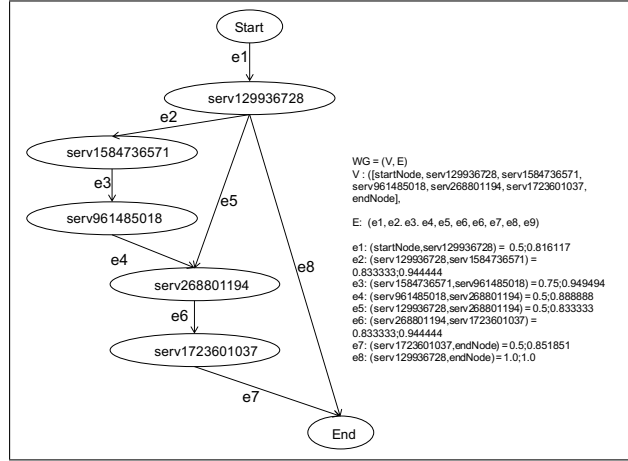 Start
e1
serv129936728
e2
serv1584736571
e3
e5
serv961485018
e4
e8
serv268801194
e6
serv1723601037
e7
End
WG = (V, E)
V : ([startNode, serv129936728, serv1584736571,
serv961485018, serv268801194, serv1723601037,
endNode],
E: (e1, e2. e3. e4, e5, e6, e6, e7, e8, e9)
e1: (startNode,serv129936728) = 0.5;0.816117
e2: (serv129936728,serv1584736571) =
0.833333;0.944444
e3: (serv1584736571,serv961485018) = 0.75;0.949494
e4: (serv961485018,serv268801194) = 0.5;0.888888
e5: (serv129936728,serv268801194) = 0.5;0.833333
e6: (serv268801194,serv1723601037) =
0.833333;0.944444
e7: (serv1723601037,endNode) = 0.5;0.851851
e8: (serv129936728,endNode) = 1.0;1.0